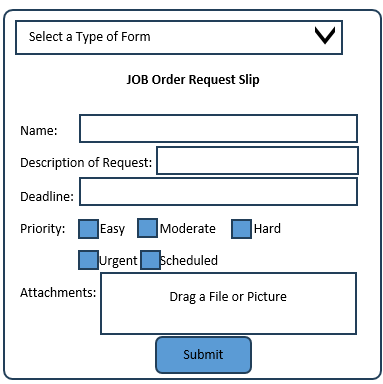 Select a Type of Form
JOB Order Request Slip
Name:
Description of Request:
Deadline:
Priority: Easy Moderate Hard
Urgent Scheduled
Attachments: Drag a File or Picture
Submit